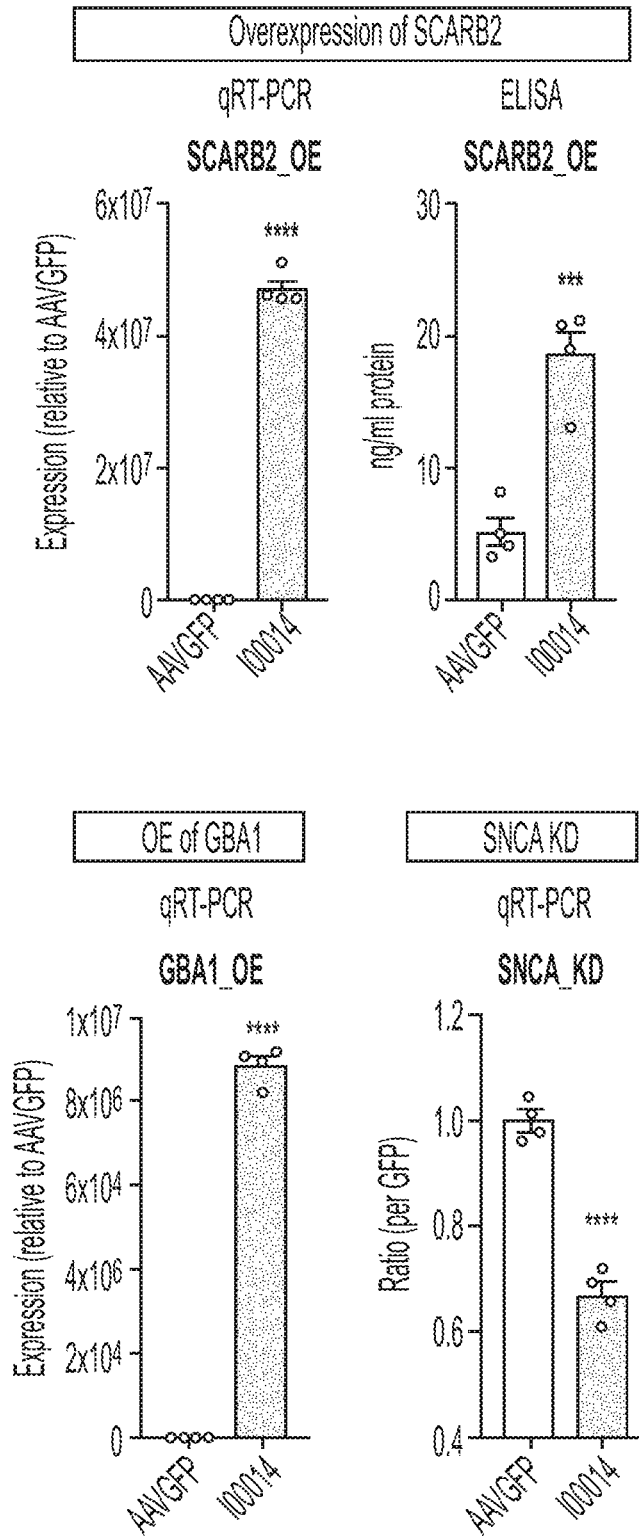 Overexpression of SCARB2
qRT-PCR
SCARB2_OE
Expression (relative to AAVGFP)
6x10⁷
4x10⁷
2x10⁷
0
****
AAVGFP
I00014
ELISA
SCARB2_OE
ng/ml protein
30
20
10
0
***
AAVGFP
I00014
OE of GBA1
qRT-PCR
GBA1_OE
Expression (relative to AAVGFP)
1x10⁷
8x10⁶
6x10⁴
4x10⁶
2x10⁴
0
****
AAVGFP
I00014
SNCA KD
qRT-PCR
SNCA_KD
Ratio (per GFP)
1.2
1.0
0.8
0.6
0.4
****
AAVGFP
I00014